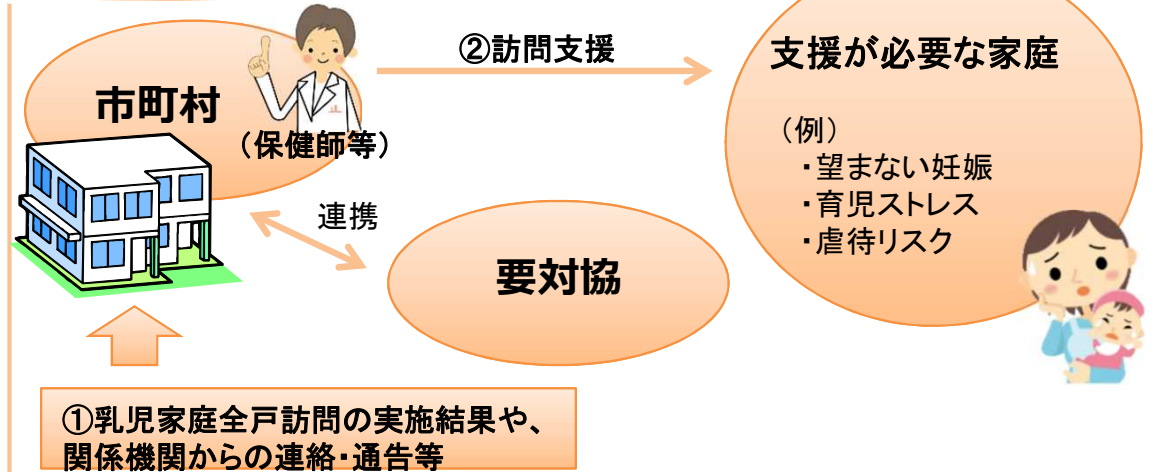 ②訪問支援
市町村
(保健師等)
連携
要対協
支援が必要な家庭
(例)
・望まない妊娠
・育児ストレス
・虐待リスク
①乳児家庭全戸訪問の実施結果や、
関係機関からの連絡・通告等